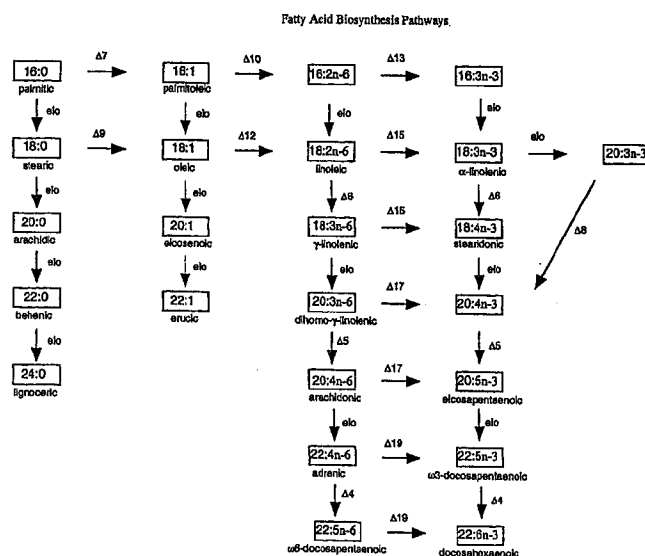 Fatty Acid Biosynthesis Pathways
Δ7 Δ10 Δ13
16:0 16:1 16:2n-6 16:3n-3
palmitic palmitoleic
elo elo elo elo
Δ9 Δ12 Δ15 elo
18:0 18:1 18:2n-6 18:3n-3 20:3n-3
stearic oleic linoleic α-linolenic
elo elo Δ6 Δ6
Δ15
20:0 20:1 18:3n-6 18:4n-3 Δ8
arachidic eicosenoic γ-linolenic stearidonic
elo elo elo elo
Δ17
22:0 22:1 20:3n-6 20:4n-3
behenic erucic dihomo-γ-linolenic
elo Δ5 Δ5
Δ17
24:0 20:4n-6 20:5n-3
lignoceric arachidonic eicosapentaenoic
elo elo
Δ19
22:4n-6 22:5n-3
adrenic ω3-docosapentaenoic
Δ4 Δ4
Δ19
22:5n-6 22:6n-3
ω6-docosapentaenoic docosahexaenoic